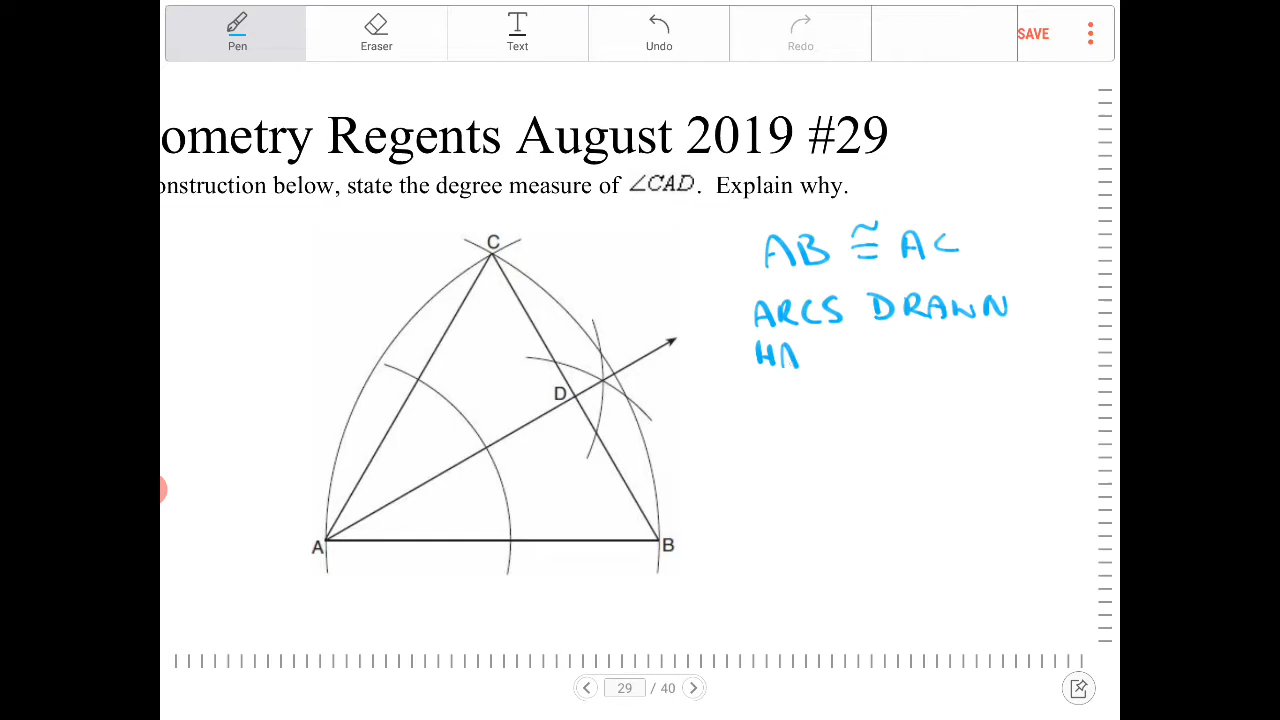 Pen Eraser Text Undo Redo SAVE
ometry Regents August 2019 #29
onstruction below, state the degree measure of ∠CAD. Explain why.
C
AB ≅ AC
ARCS DRAWN
D
A
B
29 / 40